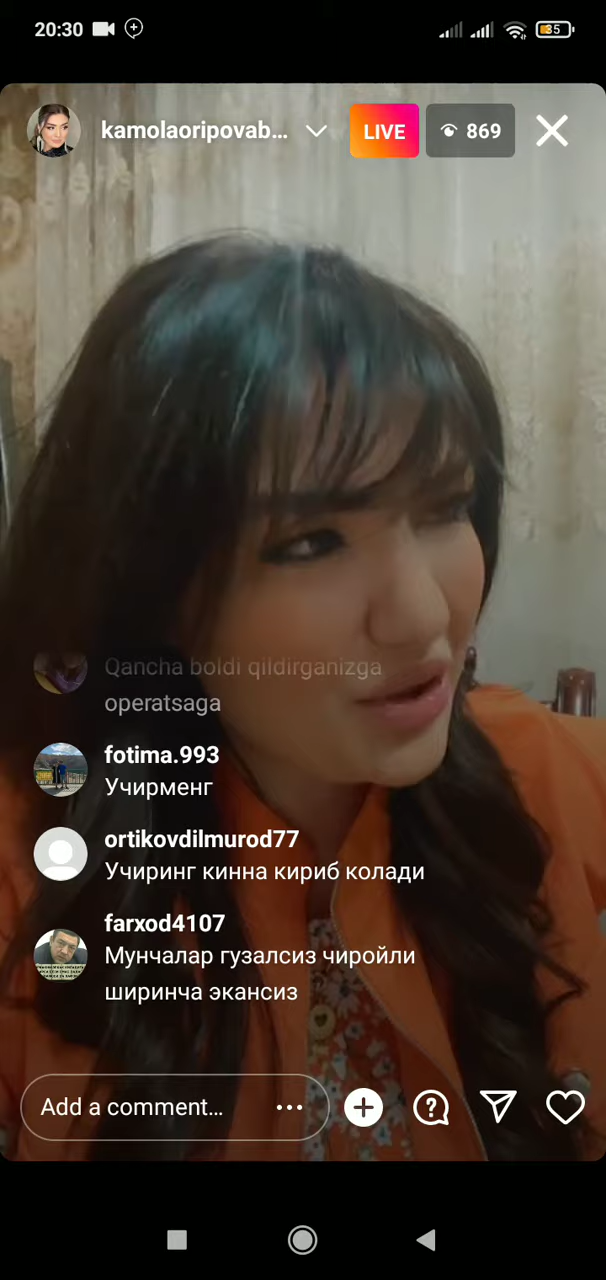 20:30
35
kamolaoripovab...
LIVE
869
Qancha boldi qildirganizga
operatsaga
fotima.993
Учирменг
ortikovdilmurod77
Учиринг кинна кириб колади
farxod4107
Мунчалар гузалсиз чиройли
ширинча экансиз
Add a comment...